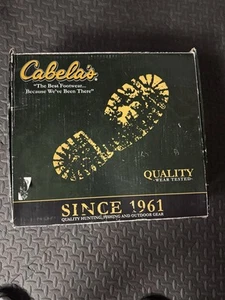 Cabela's
"The Best Footwear...
Because We've Been There"
QUALITY
WEAR TESTED
SINCE 1961
QUALITY HUNTING, FISHING AND OUTDOOR GEAR